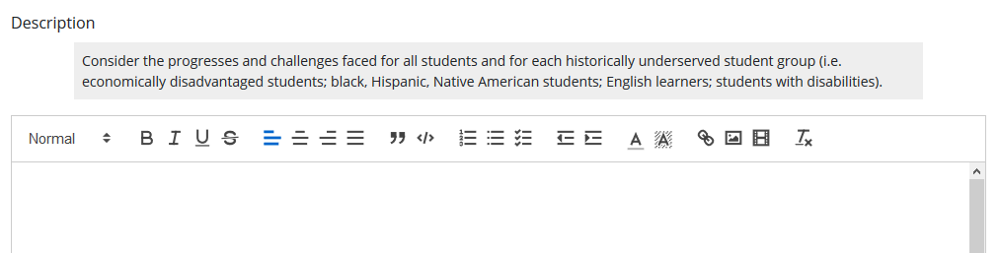 Description
Consider the progresses and challenges faced for all students and for each historically underserved student group (i.e.
economically disadvantaged students; black, Hispanic, Native American students; English learners; students with disabilities).
Normal B I U S A A Tx